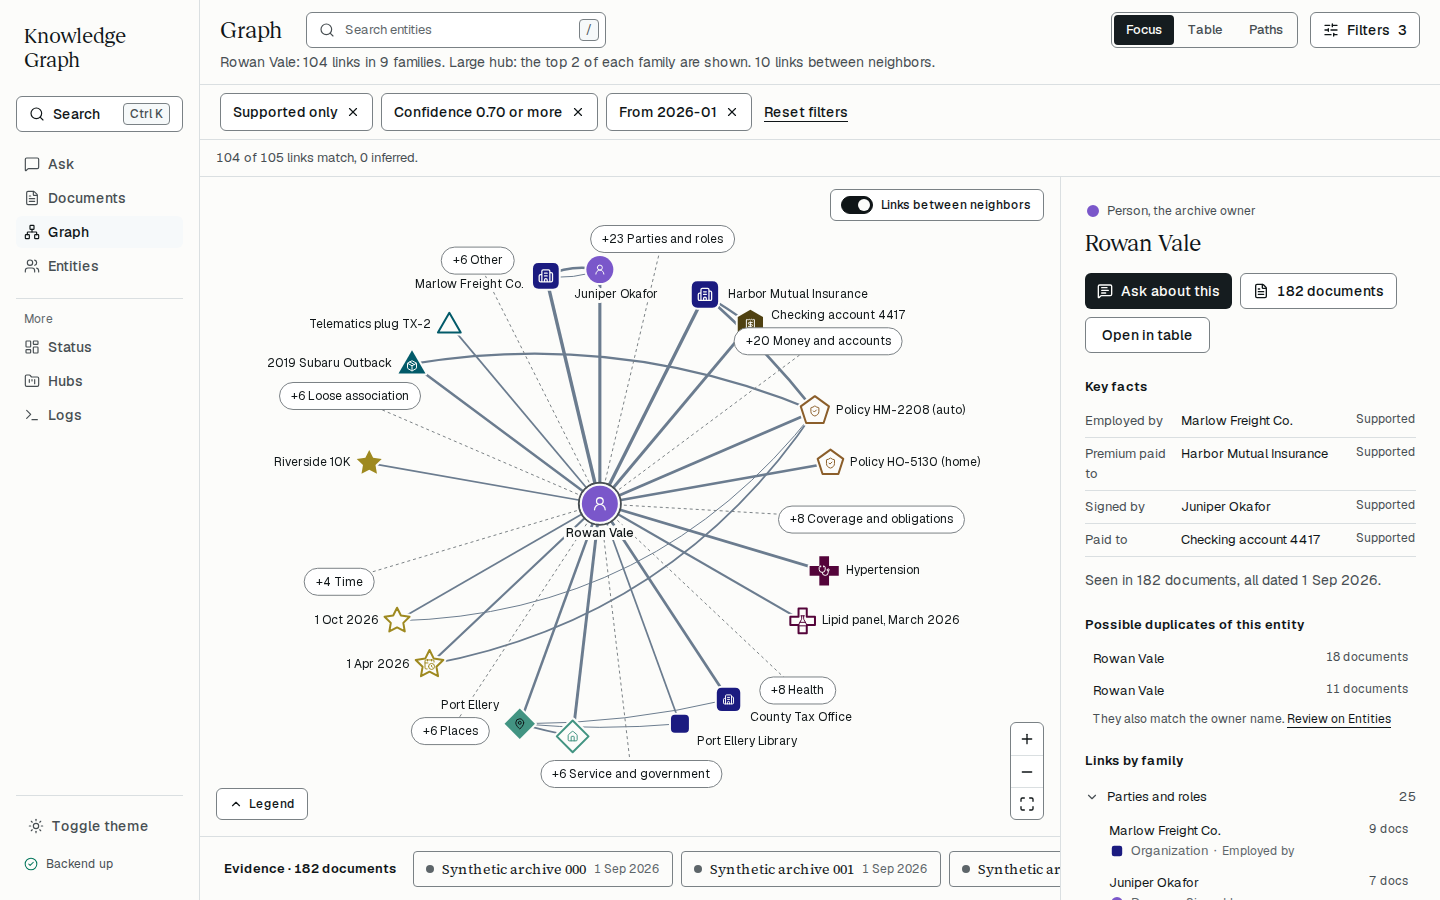 Knowledge
Graph
Search
Ctrl K
Ask
Documents
Graph
Entities
More
Status
Hubs
Logs
Toggle theme
Backend up
Graph
Search entities
/
Focus
Table
Paths
Filters 3
Rowan Vale: 104 links in 9 families. Large hub: the top 2 of each family are shown. 10 links between neighbors.
Supported only
Confidence 0.70 or more
From 2026-01
Reset filters
104 of 105 links match, 0 inferred.
Links between neighbors
+23 Parties and roles
+6 Other
Marlow Freight Co.
Juniper Okafor
Harbor Mutual Insurance
Checking account 4417
Telematics plug TX-2
+20 Money and accounts
2019 Subaru Outback
+6 Loose association
Policy HM-2208 (auto)
Riverside 10K
Policy HO-5130 (home)
+8 Coverage and obligations
Rowan Vale
Hypertension
+4 Time
1 Oct 2026
Lipid panel, March 2026
1 Apr 2026
+8 Health
Port Ellery
County Tax Office
+6 Places
Port Ellery Library
+6 Service and government
Legend
Evidence · 182 documents
Synthetic archive 000 1 Sep 2026
Synthetic archive 001 1 Sep 2026
Synthetic ar
Person, the archive owner
Rowan Vale
Ask about this
182 documents
Open in table
Key facts
Employed by Marlow Freight Co. Supported
Premium paid to Harbor Mutual Insurance Supported
Signed by Juniper Okafor Supported
Paid to Checking account 4417 Supported
Seen in 182 documents, all dated 1 Sep 2026.
Possible duplicates of this entity
Rowan Vale 18 documents
Rowan Vale 11 documents
They also match the owner name. Review on Entities
Links by family
Parties and roles 25
Marlow Freight Co. 9 docs
Organization · Employed by
Juniper Okafor 7 docs